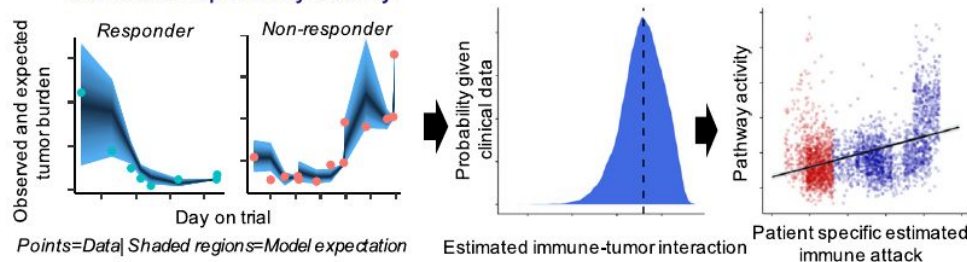 Responder
Non-responder
Observed and expected
tumor burden
Day on trial
Points=Data| Shaded regions=Model expectation
Probability given
clinical data
Estimated immune-tumor interaction
Pathway activity
Patient specific estimated
immune attack